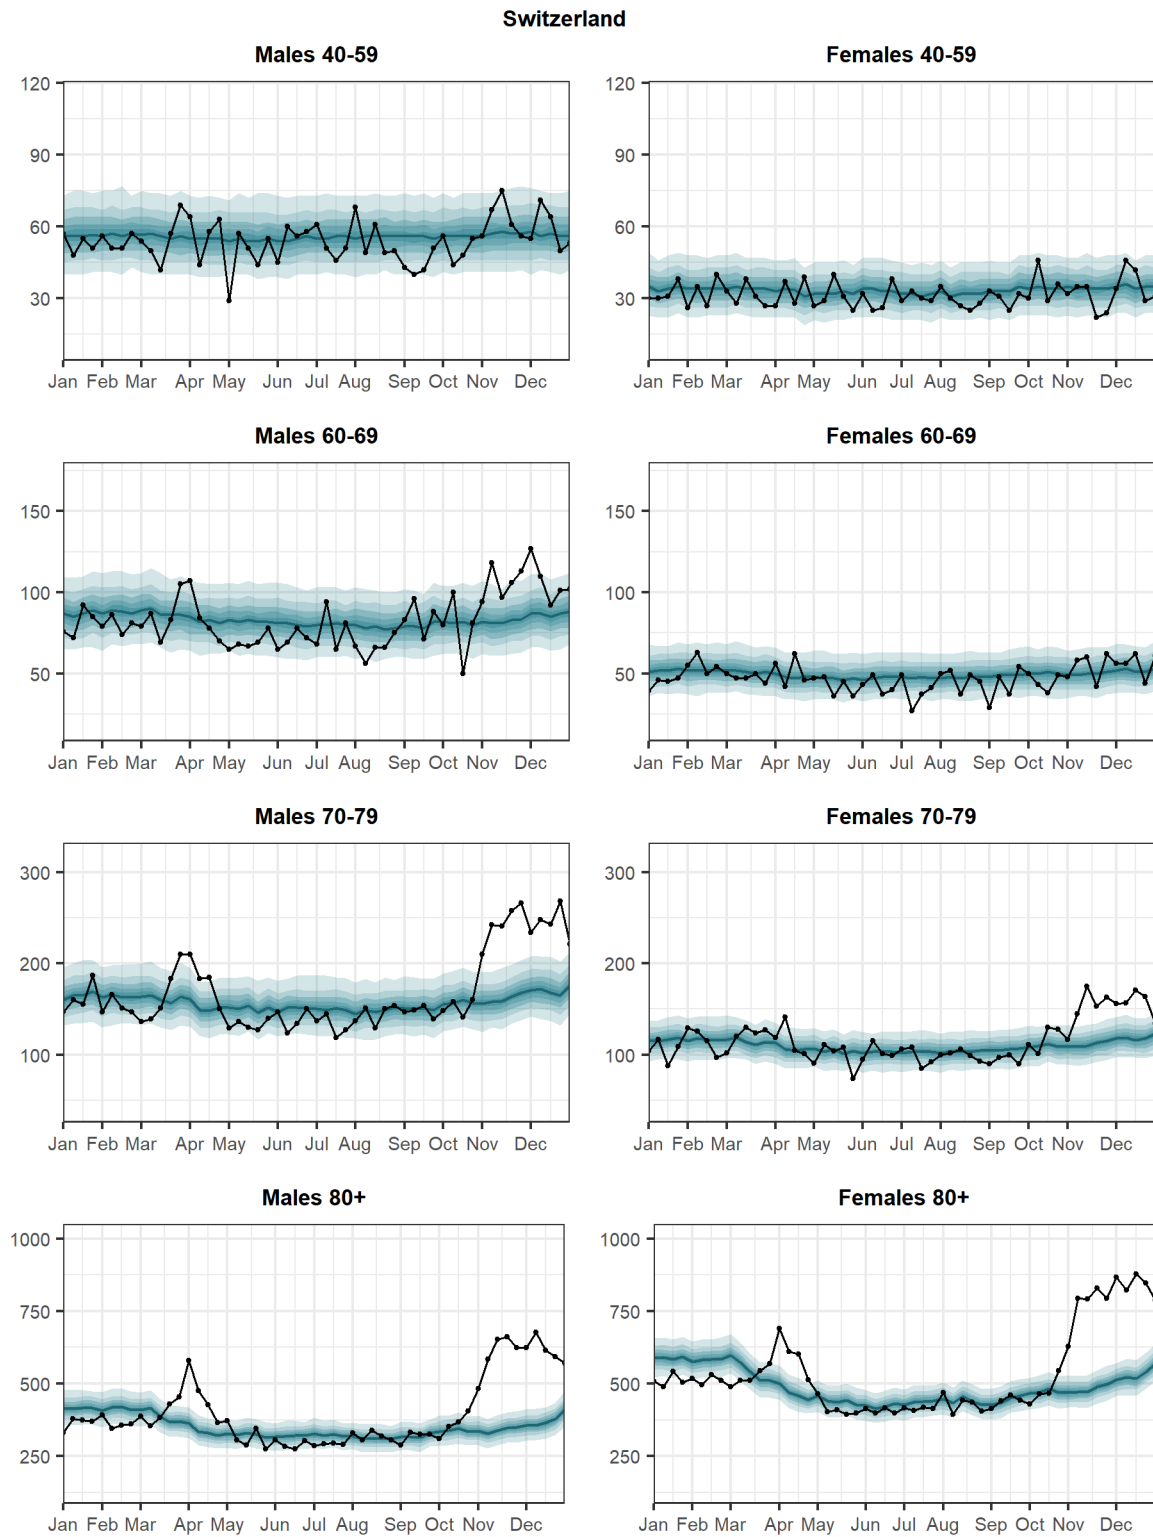 Switzerland
Males 40-59
Females 40-59
120
90
60
30
Jan Feb Mar Apr May Jun Jul Aug Sep Oct Nov Dec
120
90
60
30
Jan Feb Mar Apr May Jun Jul Aug Sep Oct Nov Dec
Males 60-69
Females 60-69
150
100
50
Jan Feb Mar Apr May Jun Jul Aug Sep Oct Nov Dec
150
100
50
Jan Feb Mar Apr May Jun Jul Aug Sep Oct Nov Dec
Males 70-79
Females 70-79
300
200
100
Jan Feb Mar Apr May Jun Jul Aug Sep Oct Nov Dec
300
200
100
Jan Feb Mar Apr May Jun Jul Aug Sep Oct Nov Dec
Males 80+
Females 80+
1000
750
500
250
Jan Feb Mar Apr May Jun Jul Aug Sep Oct Nov Dec
1000
750
500
250
Jan Feb Mar Apr May Jun Jul Aug Sep Oct Nov Dec